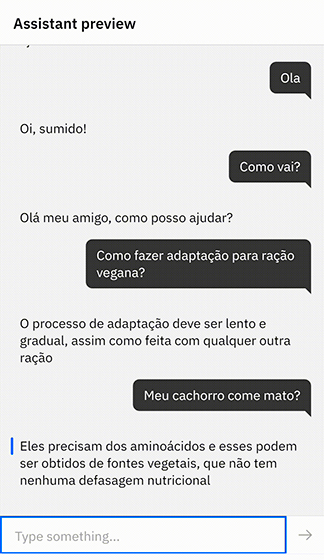 Assistant preview
Ola
Oi, sumido!
Como vai?
Olá meu amigo, como posso ajudar?
Como fazer adaptação para ração
vegana?
O processo de adaptação deve ser lento e
gradual, assim como feita com qualquer outra
ração
Meu cachorro come mato?
Eles precisam dos aminoácidos e esses podem
ser obtidos de fontes vegetais, que não tem
nenhuma defasagem nutricional
Type something...